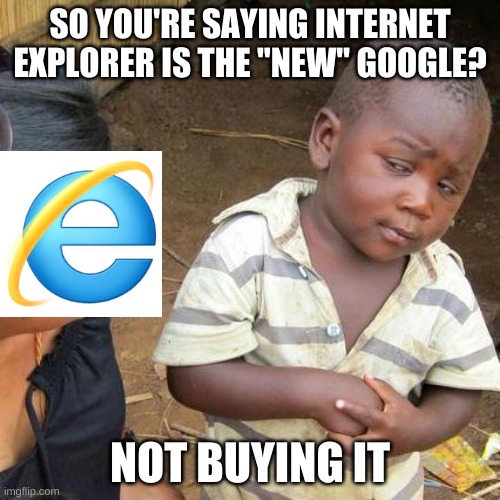 SO YOU'RE SAYING INTERNET
EXPLORER IS THE "NEW" GOOGLE?
e
NOT BUYING IT
imgflip.com